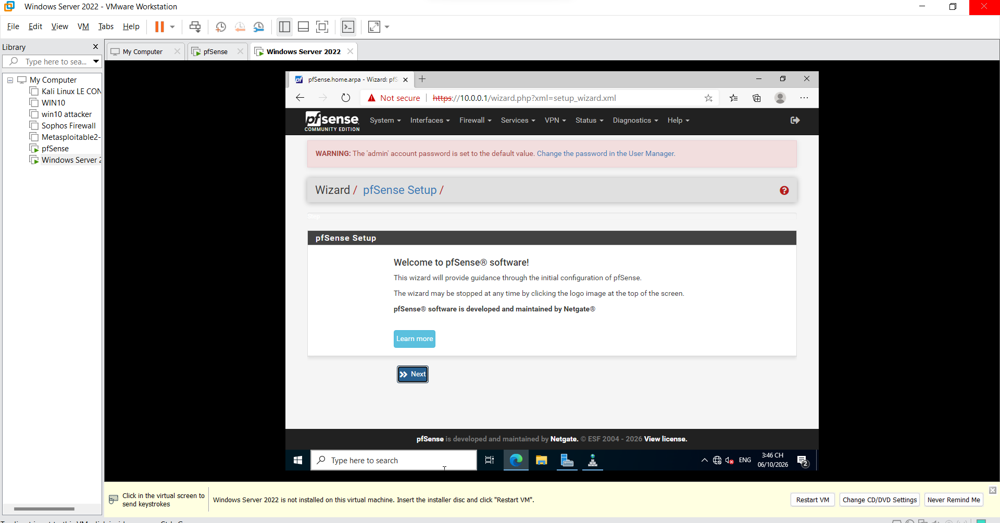 Windows Server 2022 - VMware Workstation
File Edit View VM Tabs Help
Library
My Computer
pfSense
Windows Server 2022
Type here to sea...
My Computer
Kali Linux LE CON
WIN10
win10 attacker
Sophos Firewall
Metasploitable2-
pfSense
Windows Server 2
pfSense.home.arpa - Wizard: pfS
Not secure
https://10.0.0.1/wizard.php?xml=setup_wizard.xml
pfsense
COMMUNITY EDITION
System Interfaces Firewall Services VPN Status Diagnostics Help
WARNING: The 'admin' account password is set to the default value. Change the password in the User Manager.
Wizard / pfSense Setup /
Step
pfSense Setup
Welcome to pfSense® software!
This wizard will provide guidance through the initial configuration of pfSense.
The wizard may be stopped at any time by clicking the logo image at the top of the screen.
pfSense® software is developed and maintained by Netgate®
Learn more
Next
pfSense is developed and maintained by Netgate. © ESF 2004 - 2026 View license.
Type here to search
ENG
3:46 CH
06/10/2026
2
Click in the virtual screen to
send keystrokes
Windows Server 2022 is not installed on this virtual machine. Insert the installer disc and click "Restart VM".
Restart VM
Change CD/DVD Settings
Never Remind Me